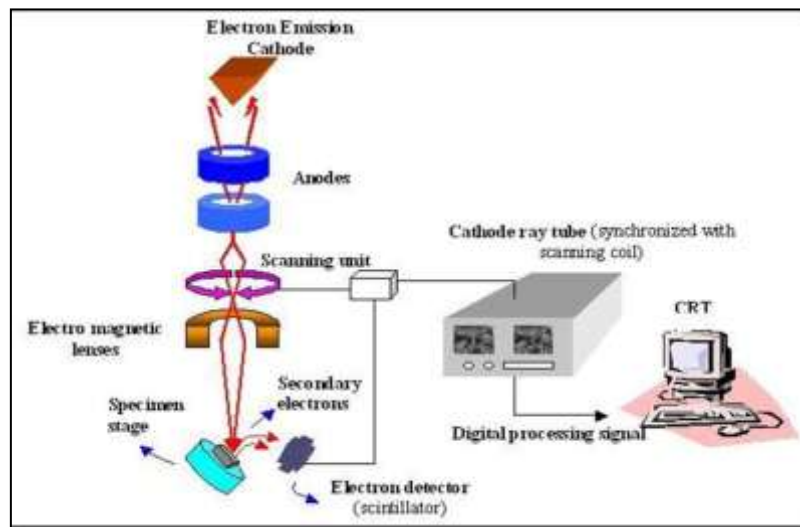 Electron Emission
Cathode
Anodes
Cathode ray tube (synchronized with
scanning coil)
Scanning unit
CRT
Electro magnetic
lenses
Secondary
electrons
Specimen
stage
Digital processing signal
Electron detector
(scintillator)